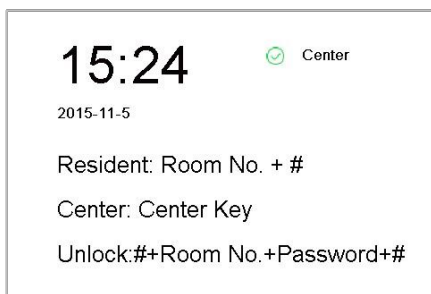 15:24
Center
2015-11-5
Resident: Room No. + #
Center: Center Key
Unlock:#+Room No.+Password+#